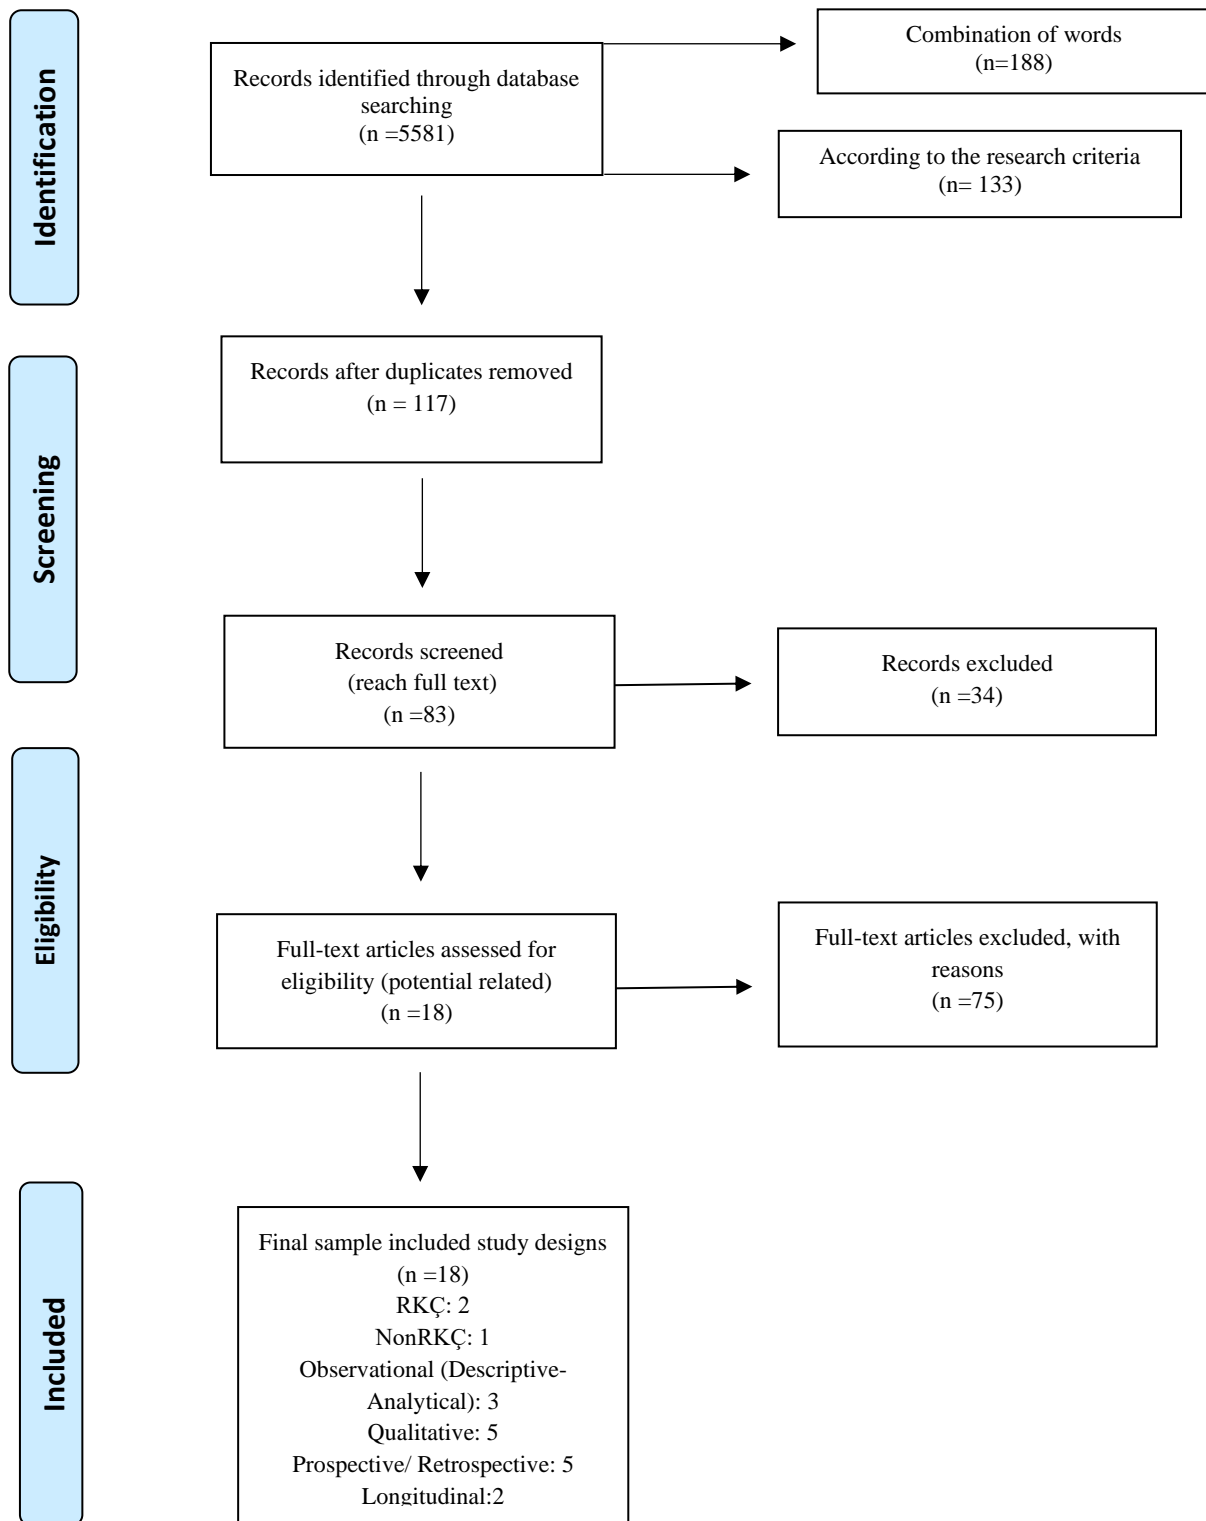 Identification
Records identified through database
searching
(n =5581)
Combination of words
(n=188)
According to the research criteria
(n= 133)
Screening
Records after duplicates removed
(n = 117)
Records screened
(reach full text)
(n =83)
Records excluded
(n =34)
Eligibility
Full-text articles assessed for
eligibility (potential related)
(n =18)
Full-text articles excluded, with
reasons
(n =75)
Included
Final sample included study designs
(n =18)
RKÇ: 2
NonRKÇ: 1
Observational (Descriptive-
Analytical): 3
Qualitative: 5
Prospective/ Retrospective: 5
Longitudinal:2